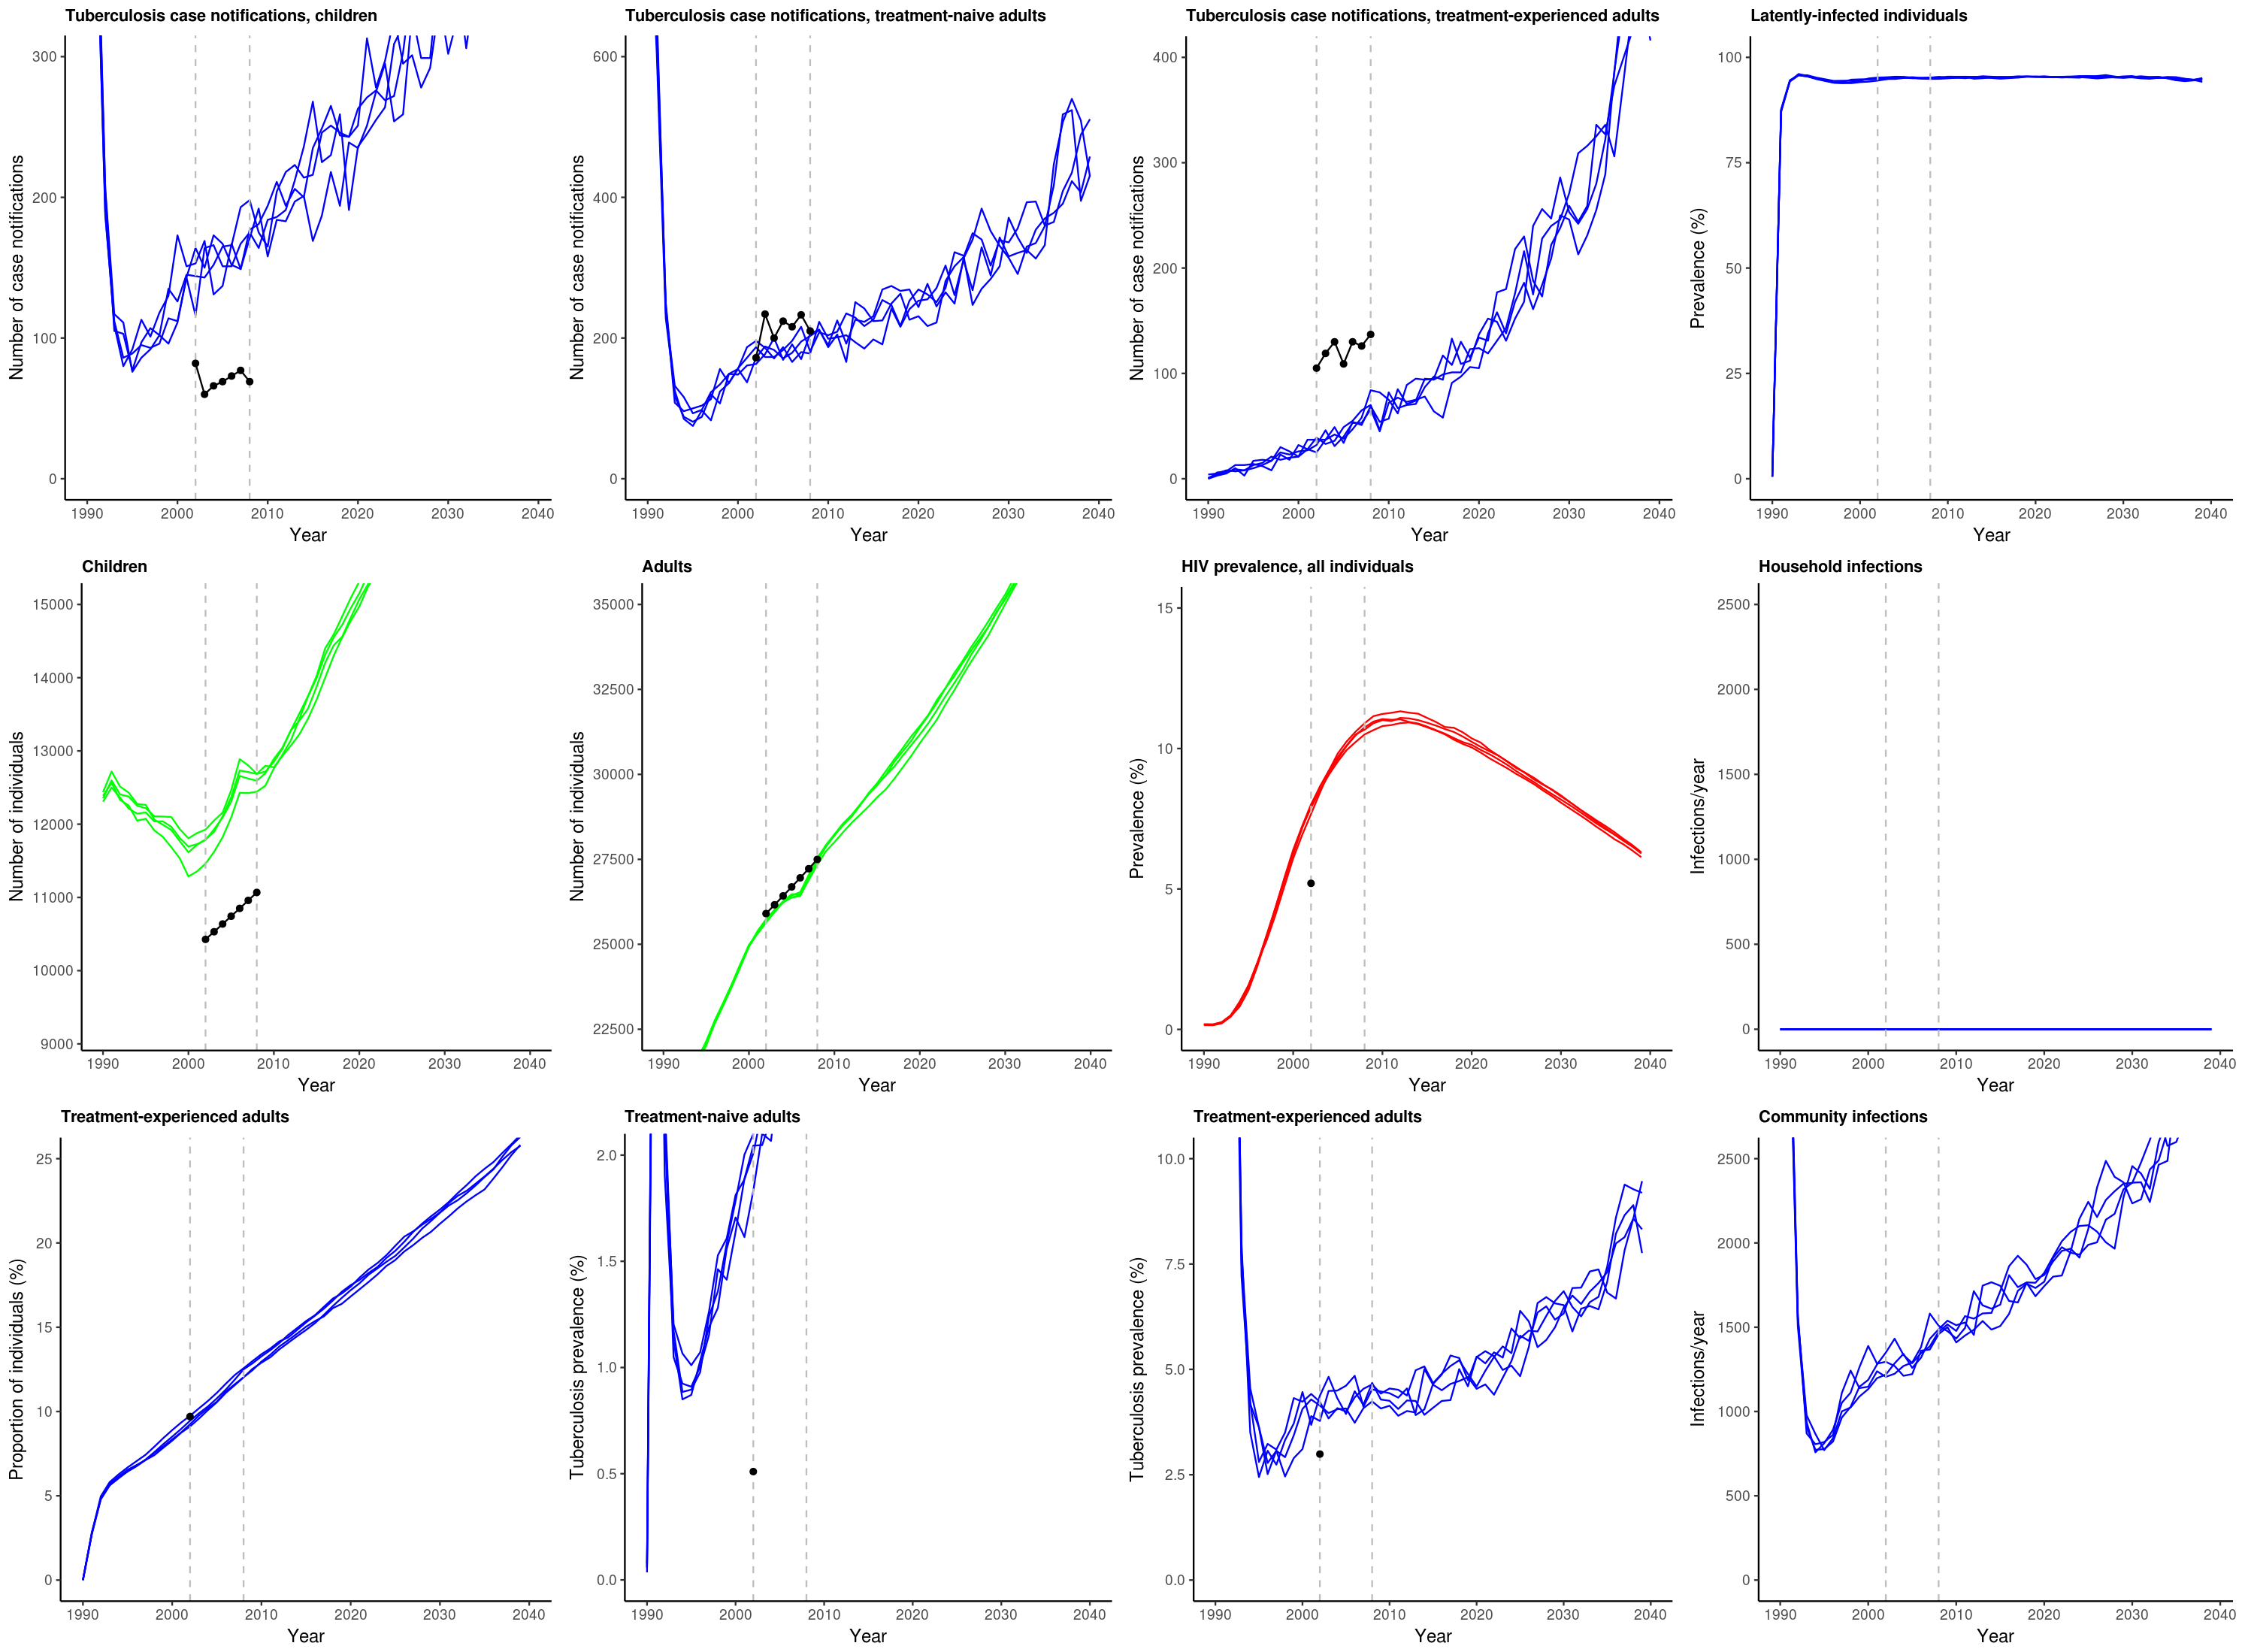 Tuberculosis case notifications, children
Number of case notifications
300
200
100
0
1990 2000 2010 2020 2030 2040
Year
Tuberculosis case notifications, treatment-naive adults
Number of case notifications
600
400
200
0
1990 2000 2010 2020 2030 2040
Year
Tuberculosis case notifications, treatment-experienced adults
Number of case notifications
400
300
200
100
0
1990 2000 2010 2020 2030 2040
Year
Latently-infected individuals
Prevalence (%)
100
75
50
25
0
1990 2000 2010 2020 2030 2040
Year
Children
Number of individuals
15000
14000
13000
12000
11000
10000
9000
1990 2000 2010 2020 2030 2040
Year
Adults
Number of individuals
35000
32500
30000
27500
25000
22500
1990 2000 2010 2020 2030 2040
Year
HIV prevalence, all individuals
Prevalence (%)
15
10
5
0
1990 2000 2010 2020 2030 2040
Year
Household infections
Infections/year
2500
2000
1500
1000
500
0
1990 2000 2010 2020 2030 2040
Year
Treatment-experienced adults
Proportion of individuals (%)
25
20
15
10
5
0
1990 2000 2010 2020 2030 2040
Year
Treatment-naive adults
Tuberculosis prevalence (%)
2.0
1.5
1.0
0.5
0.0
1990 2000 2010 2020 2030 2040
Year
Treatment-experienced adults
Tuberculosis prevalence (%)
10.0
7.5
5.0
2.5
0.0
1990 2000 2010 2020 2030 2040
Year
Community infections
Infections/year
2500
2000
1500
1000
500
0
1990 2000 2010 2020 2030 2040
Year